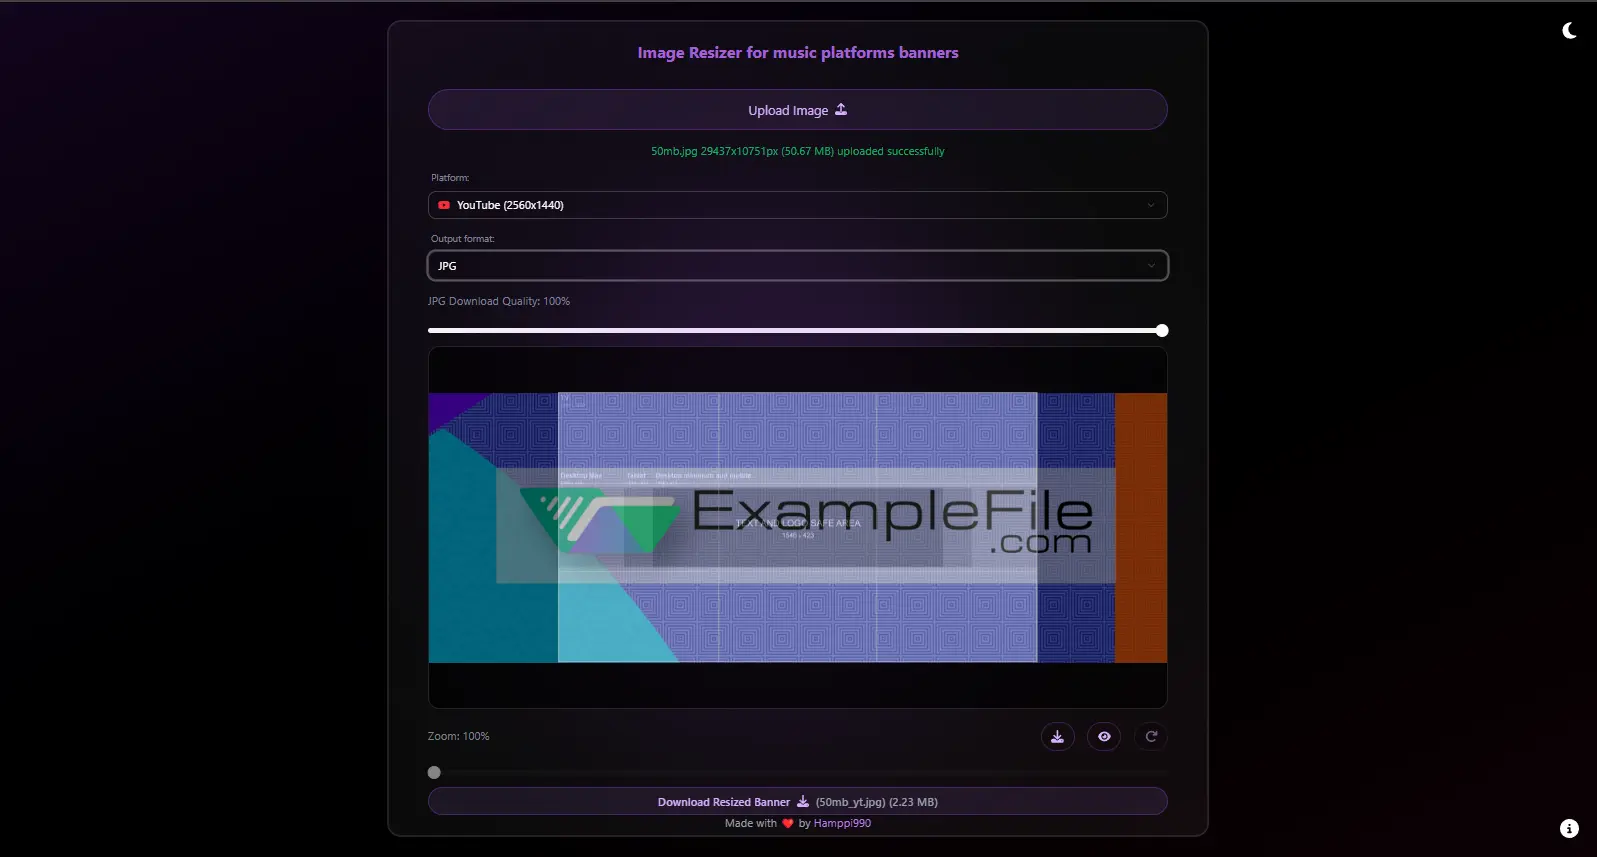 Image Resizer for music platforms banners
Upload Image
50mb.jpg 29437x10751px (50.67 MB) uploaded successfully
Platform:
YouTube (2560x1440)
Output format:
JPG
JPG Download Quality: 100%
TV
Desktop Max Tablet Desktop minimum and mobile
ExampleFile
TEXT AND LOGO SAFE AREA
1546 x 423
.com
Zoom: 100%
Download Resized Banner (50mb_yt.jpg) (2.23 MB)
Made with ❤️ by Hamppi990